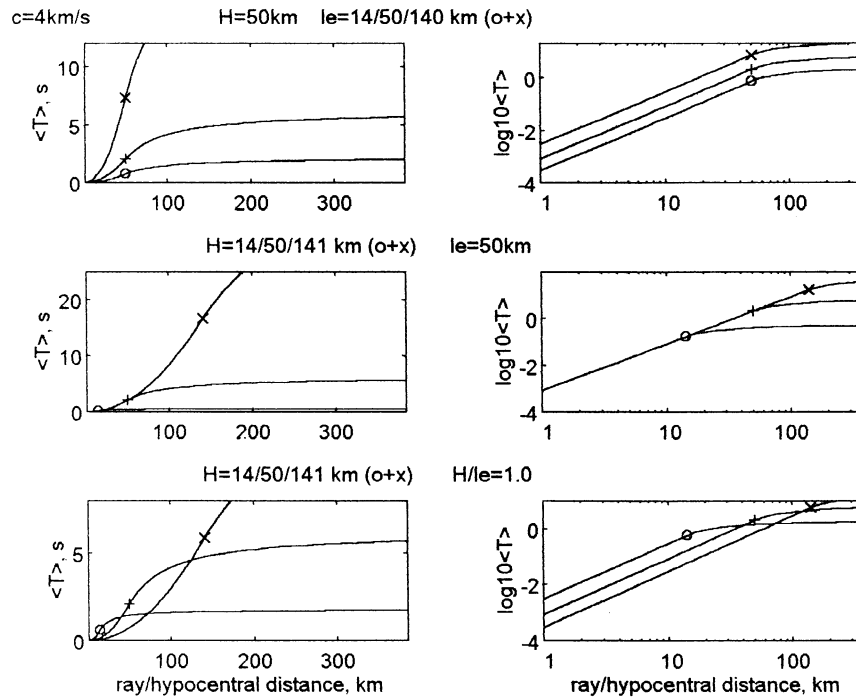 c=4km/s H=50km le=14/50/140 km (o+x)
<T>, s
10
5
0
100 200 300
log10<T>
0
-2
-4
1 10 100
H=14/50/141 km (o+x) le=50km
<T>, s
20
10
0
100 200 300
log10<T>
0
-2
-4
1 10 100
H=14/50/141 km (o+x) H/le=1.0
<T>, s
5
0
100 200 300
ray/hypocentral distance, km
log10<T>
0
-2
-4
1 10 100
ray/hypocentral distance, km